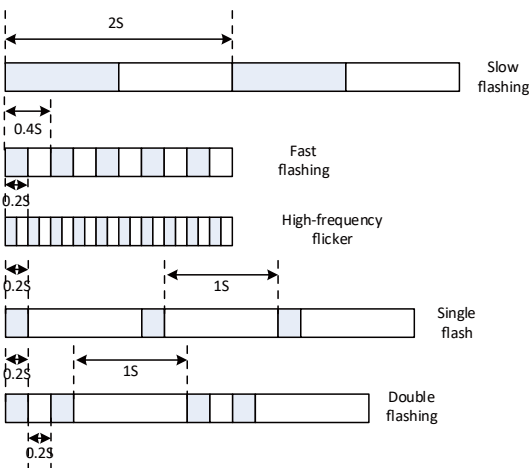 2S
Slow
flashing
0.4S
Fast
flashing
0.2S
High-frequency
flicker
0.2S
1S
Single
flash
0.2S
1S
Double
flashing
0.2S